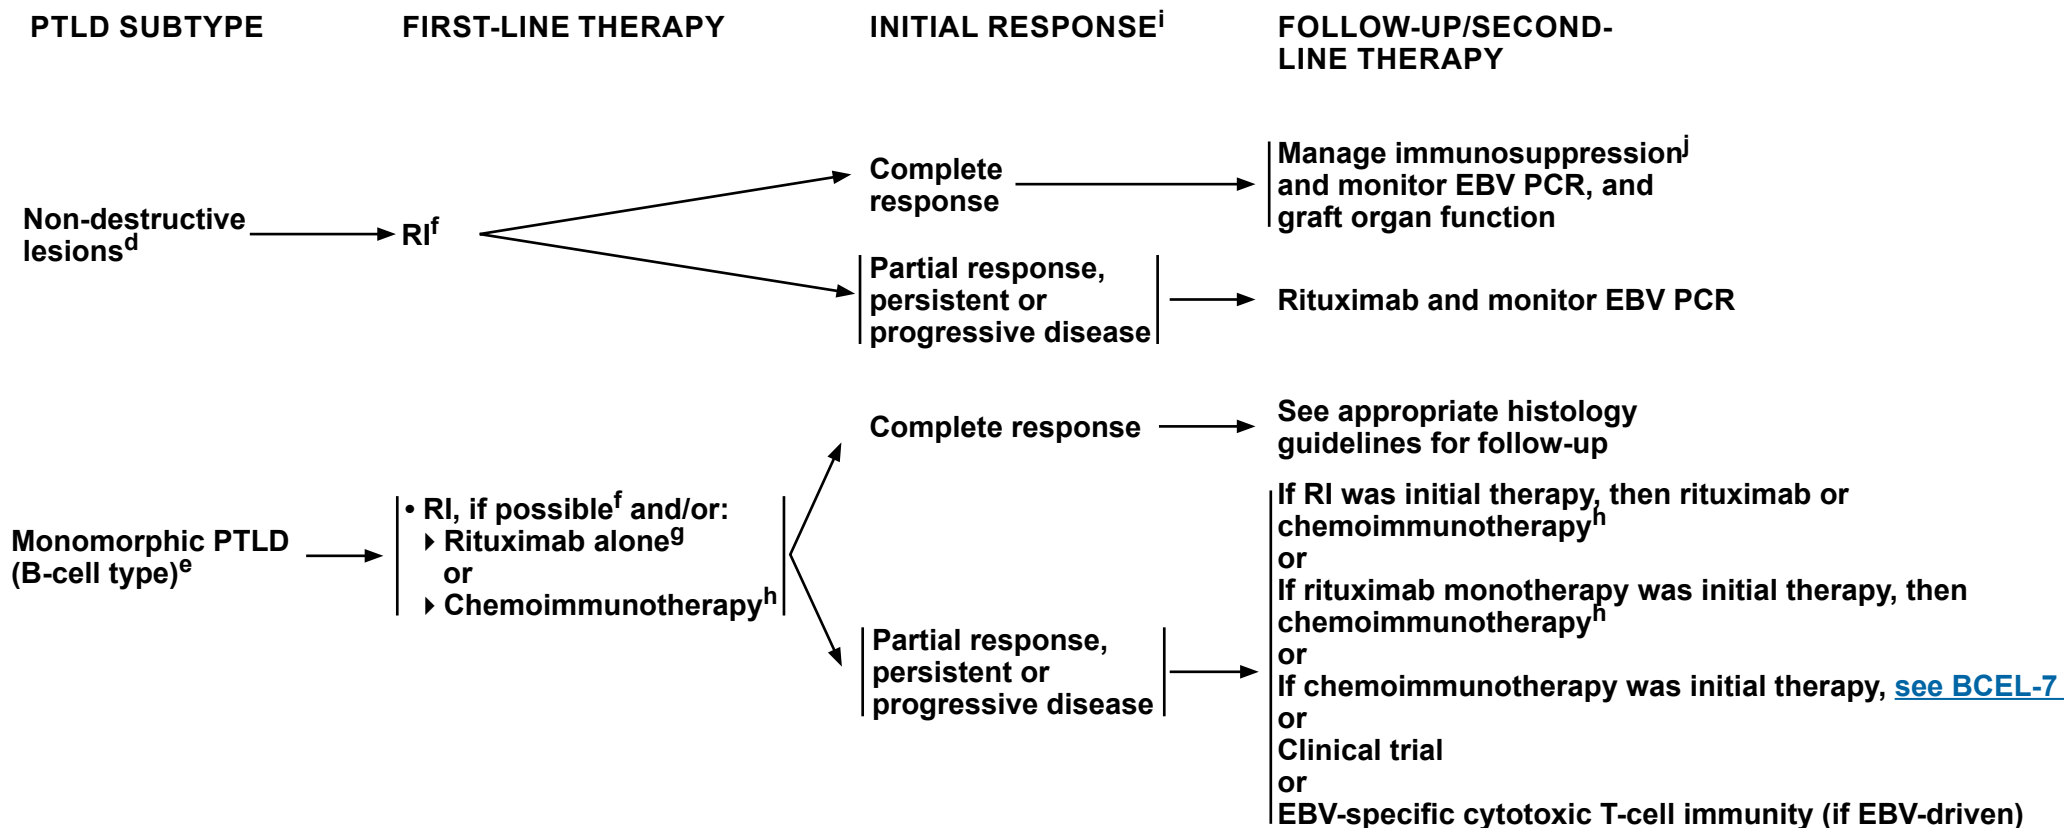 PTLD SUBTYPE
FIRST-LINE THERAPY
INITIAL RESPONSEi
FOLLOW-UP/SECOND-
LINE THERAPY
Non-destructive
lesionsd
RIf
Complete
response
Manage immunosuppressionj
and monitor EBV PCR, and
graft organ function
Partial response,
persistent or
progressive disease
Rituximab and monitor EBV PCR
Monomorphic PTLD
(B-cell type)e
• RI, if possiblef and/or:
▸ Rituximab aloneg
or
▸ Chemoimmunotherapyh
Complete response
See appropriate histology
guidelines for follow-up
Partial response,
persistent or
progressive disease
If RI was initial therapy, then rituximab or
chemoimmunotherapyh
or
If rituximab monotherapy was initial therapy, then
chemoimmunotherapyh
or
If chemoimmunotherapy was initial therapy, see BCEL-7
or
Clinical trial
or
EBV-specific cytotoxic T-cell immunity (if EBV-driven)